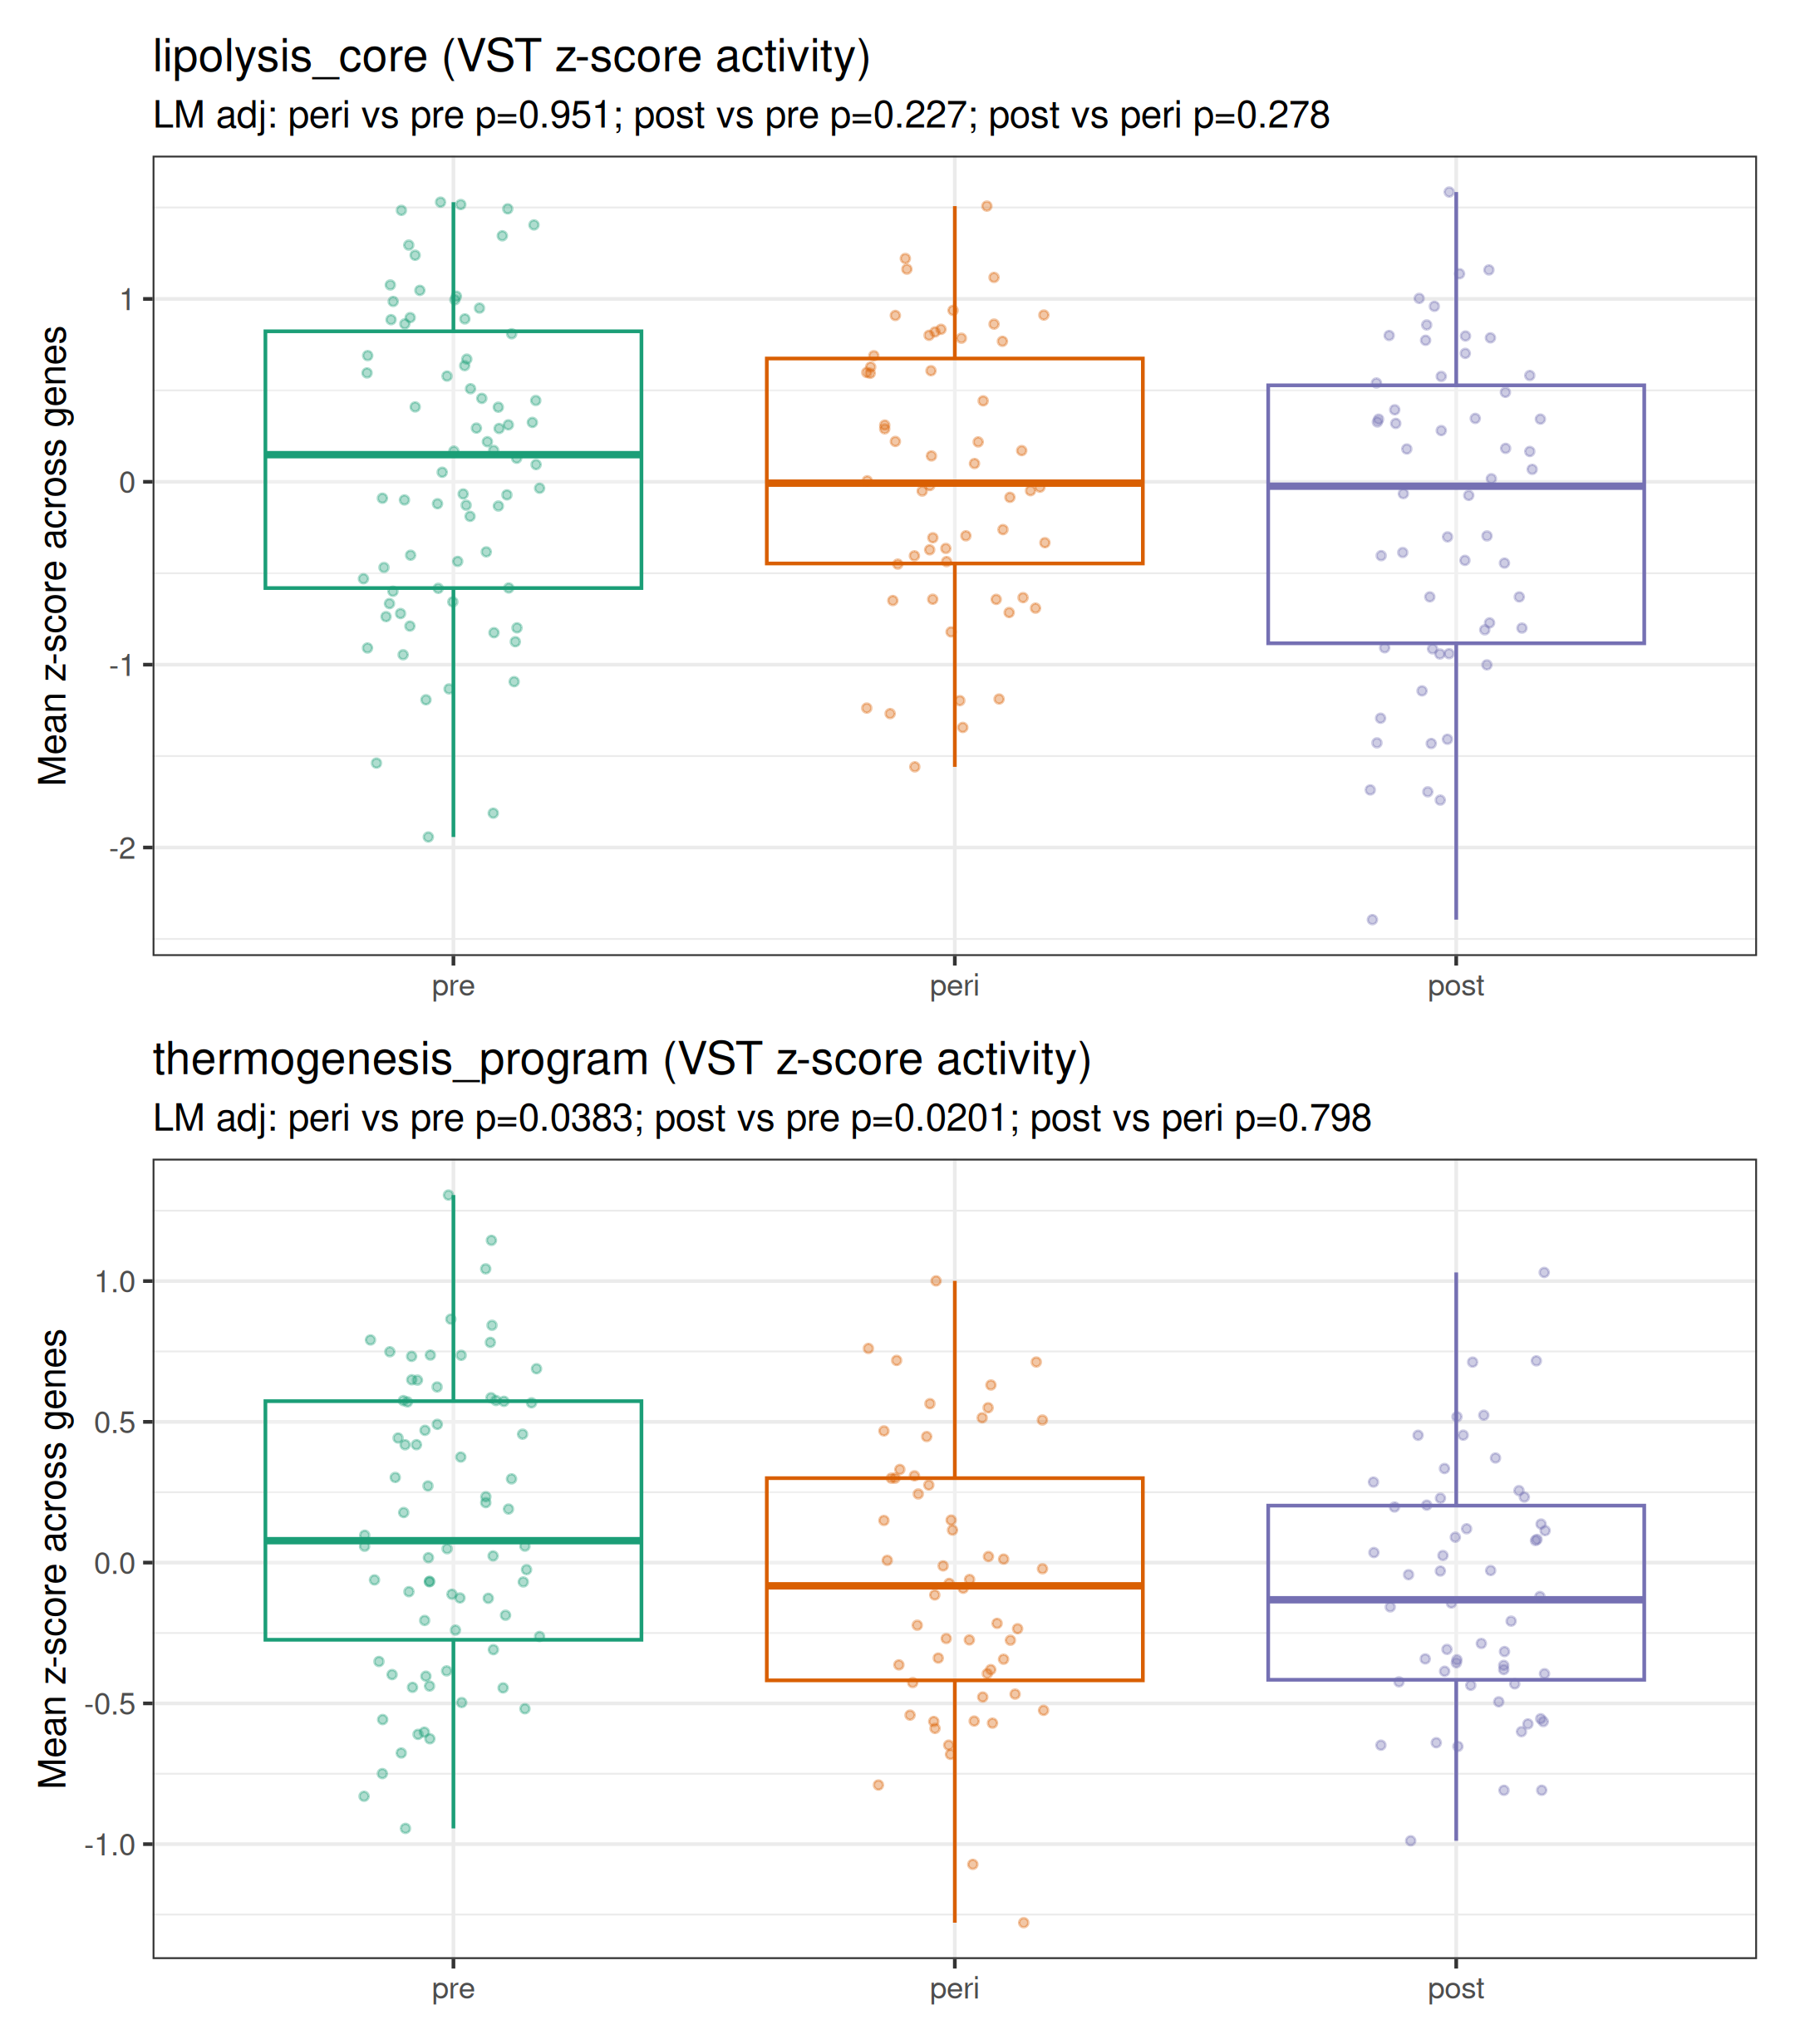 lipolysis_core (VST z-score activity)
LM adj: peri vs pre p=0.951; post vs pre p=0.227; post vs peri p=0.278
Mean z-score across genes
1
0
-1
-2
pre
peri
post
thermogenesis_program (VST z-score activity)
LM adj: peri vs pre p=0.0383; post vs pre p=0.0201; post vs peri p=0.798
Mean z-score across genes
1.0
0.5
0.0
-0.5
-1.0
pre
peri
post